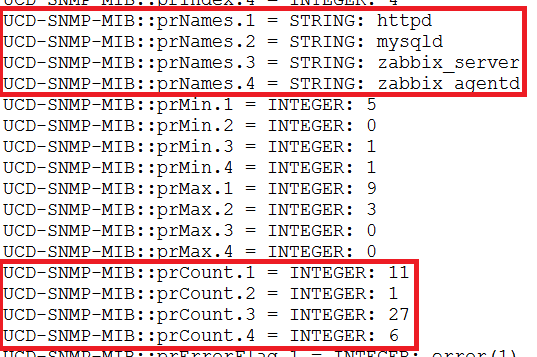 UCD-SNMP-MIB::prIndex.4 = INTEGER: 4
UCD-SNMP-MIB::prNames.1 = STRING: httpd
UCD-SNMP-MIB::prNames.2 = STRING: mysqld
UCD-SNMP-MIB::prNames.3 = STRING: zabbix_server
UCD-SNMP-MIB::prNames.4 = STRING: zabbix_agentd
UCD-SNMP-MIB::prMin.1 = INTEGER: 5
UCD-SNMP-MIB::prMin.2 = INTEGER: 0
UCD-SNMP-MIB::prMin.3 = INTEGER: 1
UCD-SNMP-MIB::prMin.4 = INTEGER: 1
UCD-SNMP-MIB::prMax.1 = INTEGER: 9
UCD-SNMP-MIB::prMax.2 = INTEGER: 3
UCD-SNMP-MIB::prMax.3 = INTEGER: 0
UCD-SNMP-MIB::prMax.4 = INTEGER: 0
UCD-SNMP-MIB::prCount.1 = INTEGER: 11
UCD-SNMP-MIB::prCount.2 = INTEGER: 1
UCD-SNMP-MIB::prCount.3 = INTEGER: 27
UCD-SNMP-MIB::prCount.4 = INTEGER: 6
UCD-SNMP-MIB::prErrorFlag.1 = INTEGER: error(1)